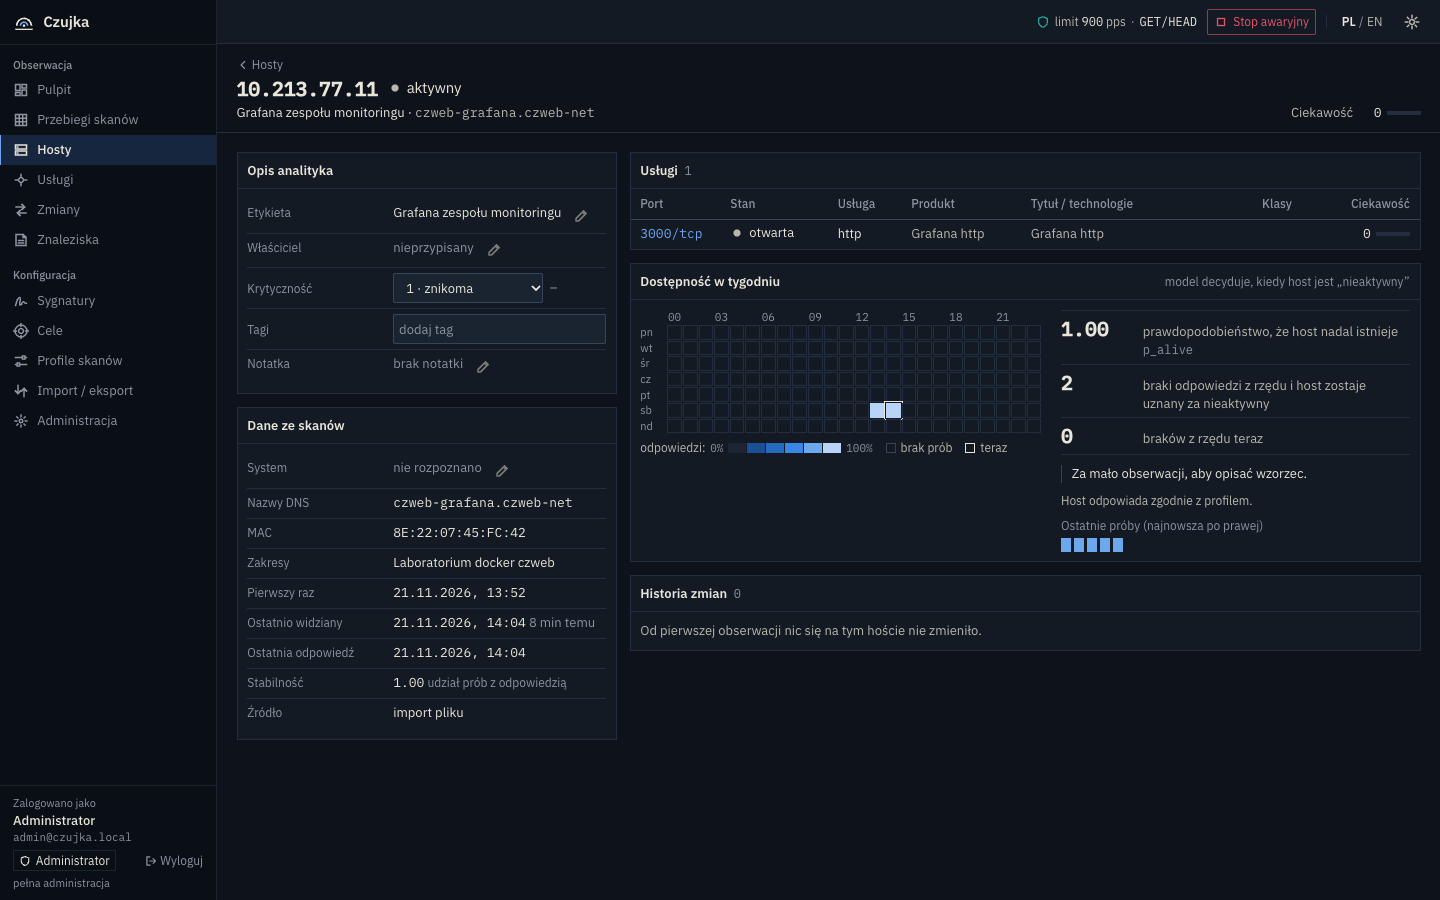 Czujka
limit 900 pps · GET/HEAD
Stop awaryjny
PL / EN
Obserwacja
Pulpit
Przebiegi skanów
Hosty
Usługi
Zmiany
Znaleziska
Konfiguracja
Sygnatury
Cele
Profile skanów
Import / eksport
Administracja
Zalogowano jako
Administrator
admin@czujka.local
Administrator
Wyloguj
pełna administracja
Hosty
10.213.77.11 aktywny
Grafana zespołu monitoringu · czweb-grafana.czweb-net
Ciekawość 0
Opis analityka
Etykieta Grafana zespołu monitoringu
Właściciel nieprzypisany
Krytyczność 1 · znikoma –
Tagi dodaj tag
Notatka brak notatki
Dane ze skanów
System nie rozpoznano
Nazwy DNS czweb-grafana.czweb-net
MAC 8E:22:07:45:FC:42
Zakresy Laboratorium docker czweb
Pierwszy raz 21.11.2026, 13:52
Ostatnio widziany 21.11.2026, 14:04 8 min temu
Ostatnia odpowiedź 21.11.2026, 14:04
Stabilność 1.00 udział prób z odpowiedzią
Źródło import pliku
Usługi 1
Port Stan Usługa Produkt Tytuł / technologie Klasy Ciekawość
3000/tcp otwarta http Grafana http Grafana http 0
Dostępność w tygodniu
model decyduje, kiedy host jest „nieaktywny”
00 03 06 09 12 15 18 21
pn
wt
śr
cz
pt
sb
nd
odpowiedzi: 0% 100% brak prób teraz
1.00 prawdopodobieństwo, że host nadal istnieje
p_alive
2 braki odpowiedzi z rzędu i host zostaje
uznany za nieaktywny
0 braków z rzędu teraz
Za mało obserwacji, aby opisać wzorzec.
Host odpowiada zgodnie z profilem.
Ostatnie próby (najnowsza po prawej)
Historia zmian 0
Od pierwszej obserwacji nic się na tym hoście nie zmieniło.